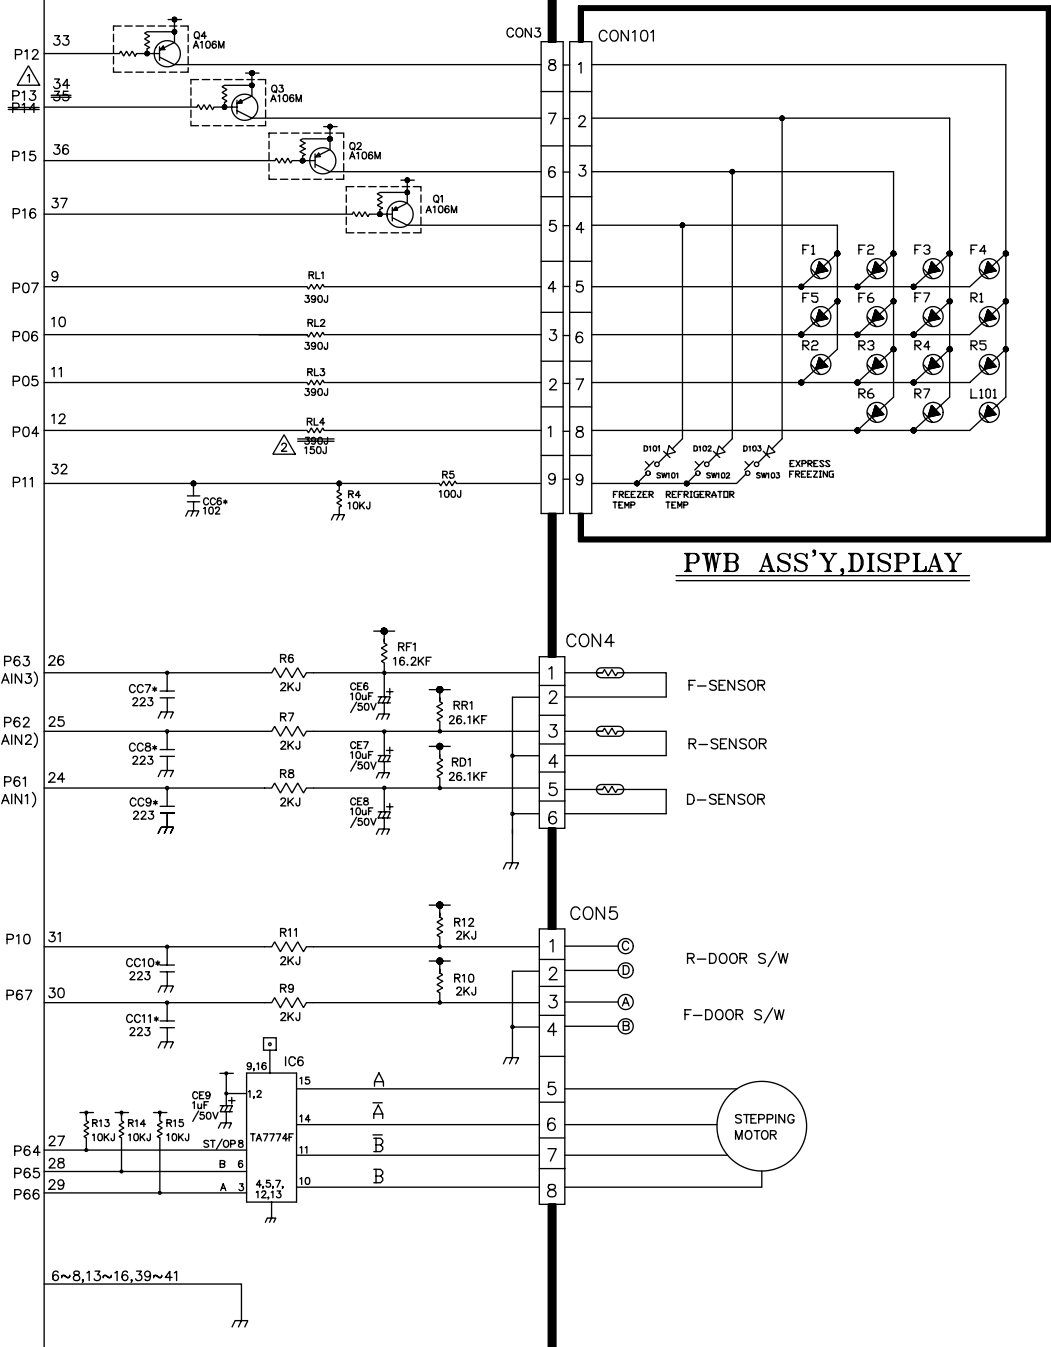 33
Q4
A106M
P12
CON3
CON101
8
1
1
34
P13
35
P14
Q3
A106M
7
2
36
P15
Q2
A106M
6
3
37
P16
Q1
A106M
5
4
F1
F2
F3
F4
9
P07
RL1
390J
4
5
F5
F6
F7
R1
10
P06
RL2
390J
3
6
R2
R3
R4
R5
11
P05
RL3
390J
2
7
R6
R7
L101
12
P04
RL4
390J
150J
2
1
8
D101
D102
D103
SW101
SW102
SW103
EXPRESS
FREEZING
32
P11
CC6*
102
R4
10KJ
R5
100J
9
9
FREEZER
TEMP
REFRIGERATOR
TEMP
PWB ASS'Y,DISPLAY
CON4
P63
AIN3)
26
CC7*
223
R6
2KJ
RF1
16.2KF
CE6
10uF
/50V
1
2
F-SENSOR
P62
AIN2)
25
CC8*
223
R7
2KJ
RR1
26.1KF
CE7
10uF
/50V
3
4
R-SENSOR
P61
AIN1)
24
CC9*
223
R8
2KJ
RD1
26.1KF
CE8
10uF
/50V
5
6
D-SENSOR
CON5
P10
31
CC10*
223
R11
2KJ
R12
2KJ
1
C
2
D
R-DOOR S/W
P67
30
CC11*
223
R9
2KJ
R10
2KJ
3
A
4
B
F-DOOR S/W
9,16
IC6
CE9
1uF
/50V
1,2
15
A
5
14
A̅
6
STEPPING
MOTOR
R13
10KJ
R14
10KJ
R15
10KJ
TA7774F
P64
27
ST/OP
8
11
B̅
7
P65
28
B
6
P66
29
A
3
4,5,7,
12,13
10
B
8
6~8,13~16,39~41